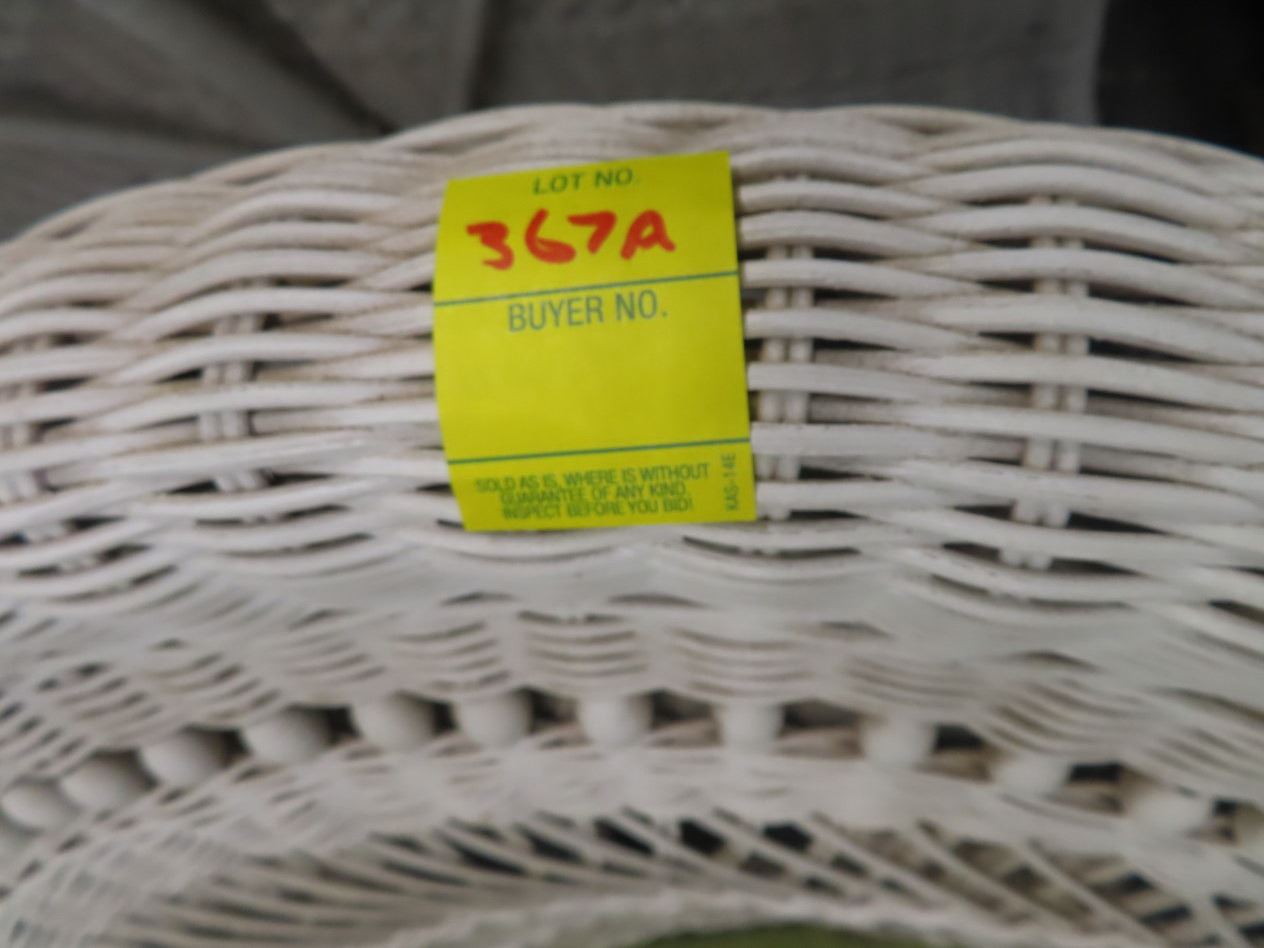 LOT NO.
367A
BUYER NO.
SOLD AS IS, WHERE IS WITHOUT
GUARANTEE OF ANY KIND.
INSPECT BEFORE YOU BID!
KAS-14E